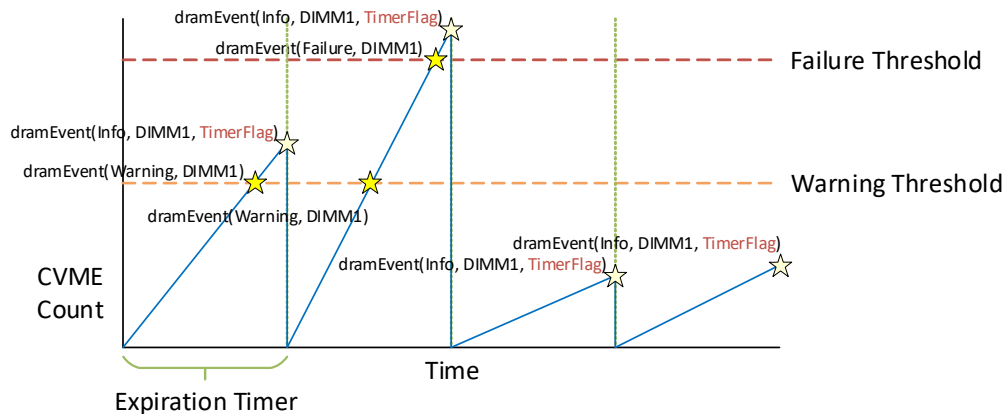 dramEvent(Info, DIMM1, TimerFlag)
dramEvent(Failure, DIMM1)
Failure Threshold
dramEvent(Info, DIMM1, TimerFlag)
dramEvent(Warning, DIMM1)
Warning Threshold
dramEvent(Warning, DIMM1)
dramEvent(Info, DIMM1, TimerFlag)
dramEvent(Info, DIMM1, TimerFlag)
CVME
Count
Time
Expiration Timer